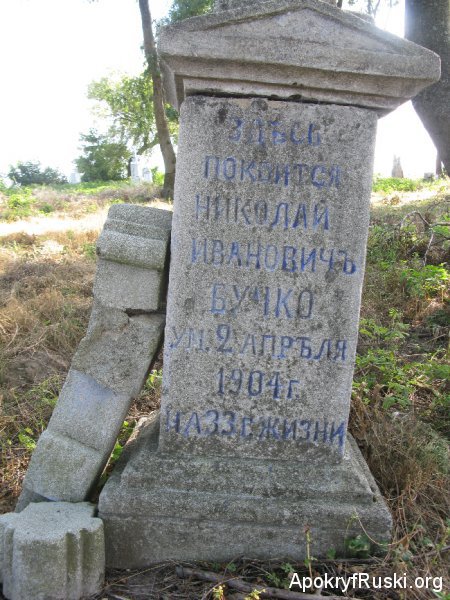 ЗДѢСЬ
ПОКОИТСЯ
НИКОЛАЙ
ИВАНОВИЧЪ
БУЧКО
УМ. 2 АПРѢЛЯ
1904 Г.
НА 33 Г. ЖИЗНИ
ApokryfRuski.org